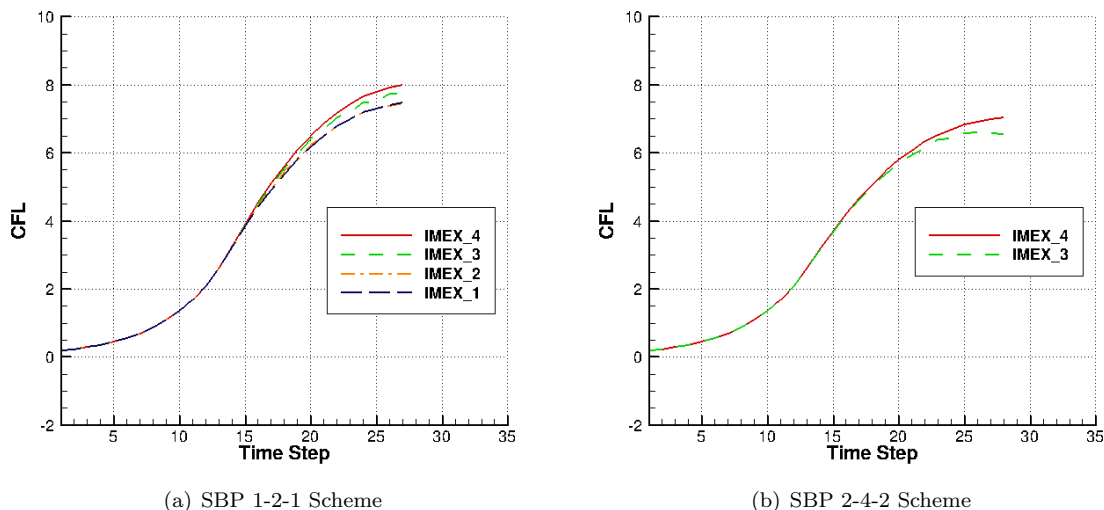 10
8
6
4
2
0
-2
CFL
5 10 15 20 25 30 35
Time Step
IMEX_4
IMEX_3
IMEX_2
IMEX_1
(a) SBP 1-2-1 Scheme
10
8
6
4
2
0
-2
CFL
5 10 15 20 25 30 35
Time Step
IMEX_4
IMEX_3
(b) SBP 2-4-2 Scheme